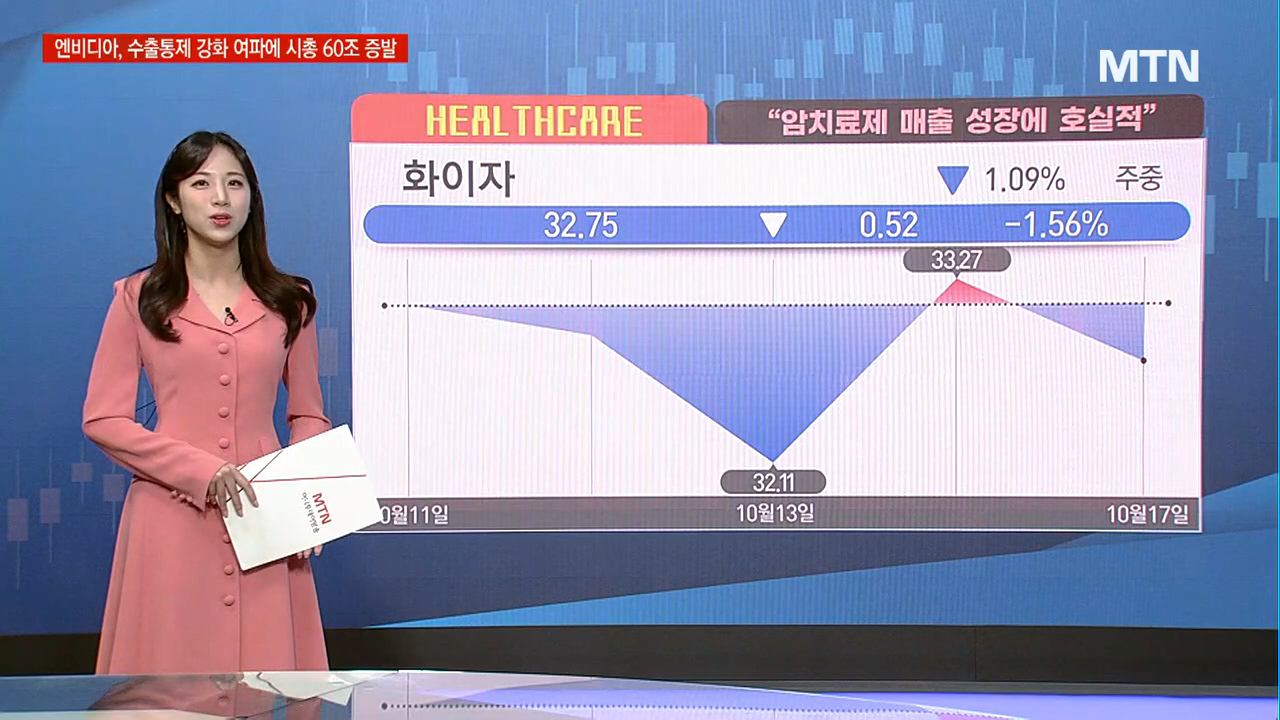 엔비디아, 수출통제 강화 여파에 시총 60조 증발
MTN
HEALTHCARE
“암치료제 매출 성장에 호실적”
화이자
▼ 1.09% 주중
32.75 ▼ 0.52 -1.56%
33.27
32.11
0월11일
10월13일
10월17일
MTN